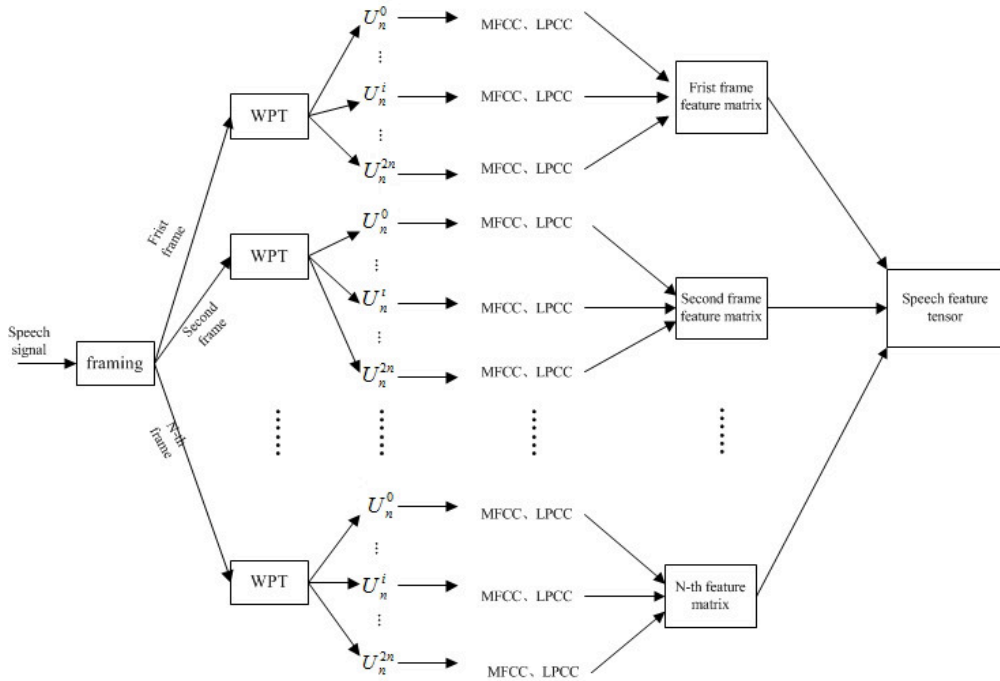 Speech
signal
framing
Frist
frame
Second
frame
N-th
frame
WPT
U_n^0
⋮
U_n^i
⋮
U_n^{2n}
MFCC、LPCC
MFCC、LPCC
MFCC、LPCC
Frist frame
feature matrix
WPT
U_n^0
⋮
U_n^i
⋮
U_n^{2n}
MFCC、LPCC
MFCC、LPCC
MFCC、LPCC
Second frame
feature matrix
WPT
U_n^0
⋮
U_n^i
⋮
U_n^{2n}
MFCC、LPCC
MFCC、LPCC
MFCC、LPCC
N-th feature
matrix
Speech feature
tensor